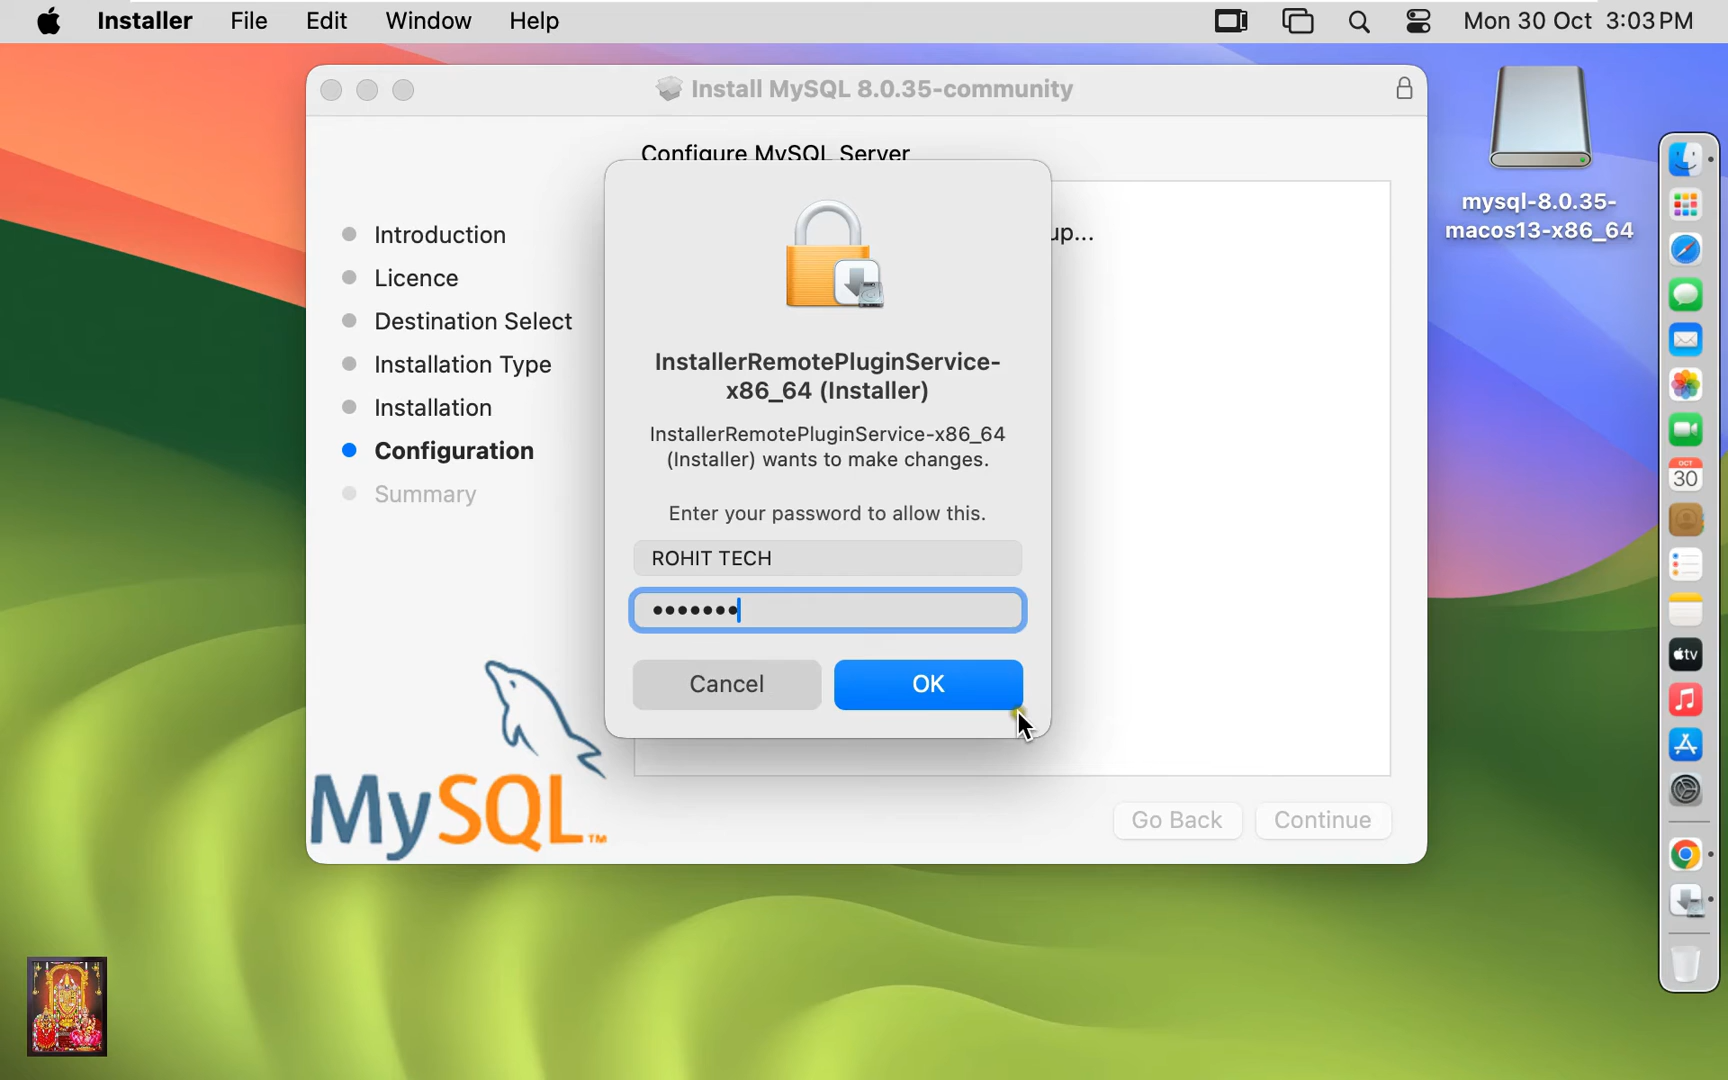 Installer File Edit Window Help Mon 30 Oct 3:03 PM
Install MySQL 8.0.35-community
mysql-8.0.35-
macos13-x86_64
Configure MySQL Server
up...
Introduction
Licence
Destination Select
Installation Type
Installation
Configuration
Summary
InstallerRemotePluginService-
x86_64 (Installer)
InstallerRemotePluginService-x86_64
(Installer) wants to make changes.
Enter your password to allow this.
ROHIT TECH
•••••••
Cancel OK
MySQL™
Go Back Continue
OCT
30
tv